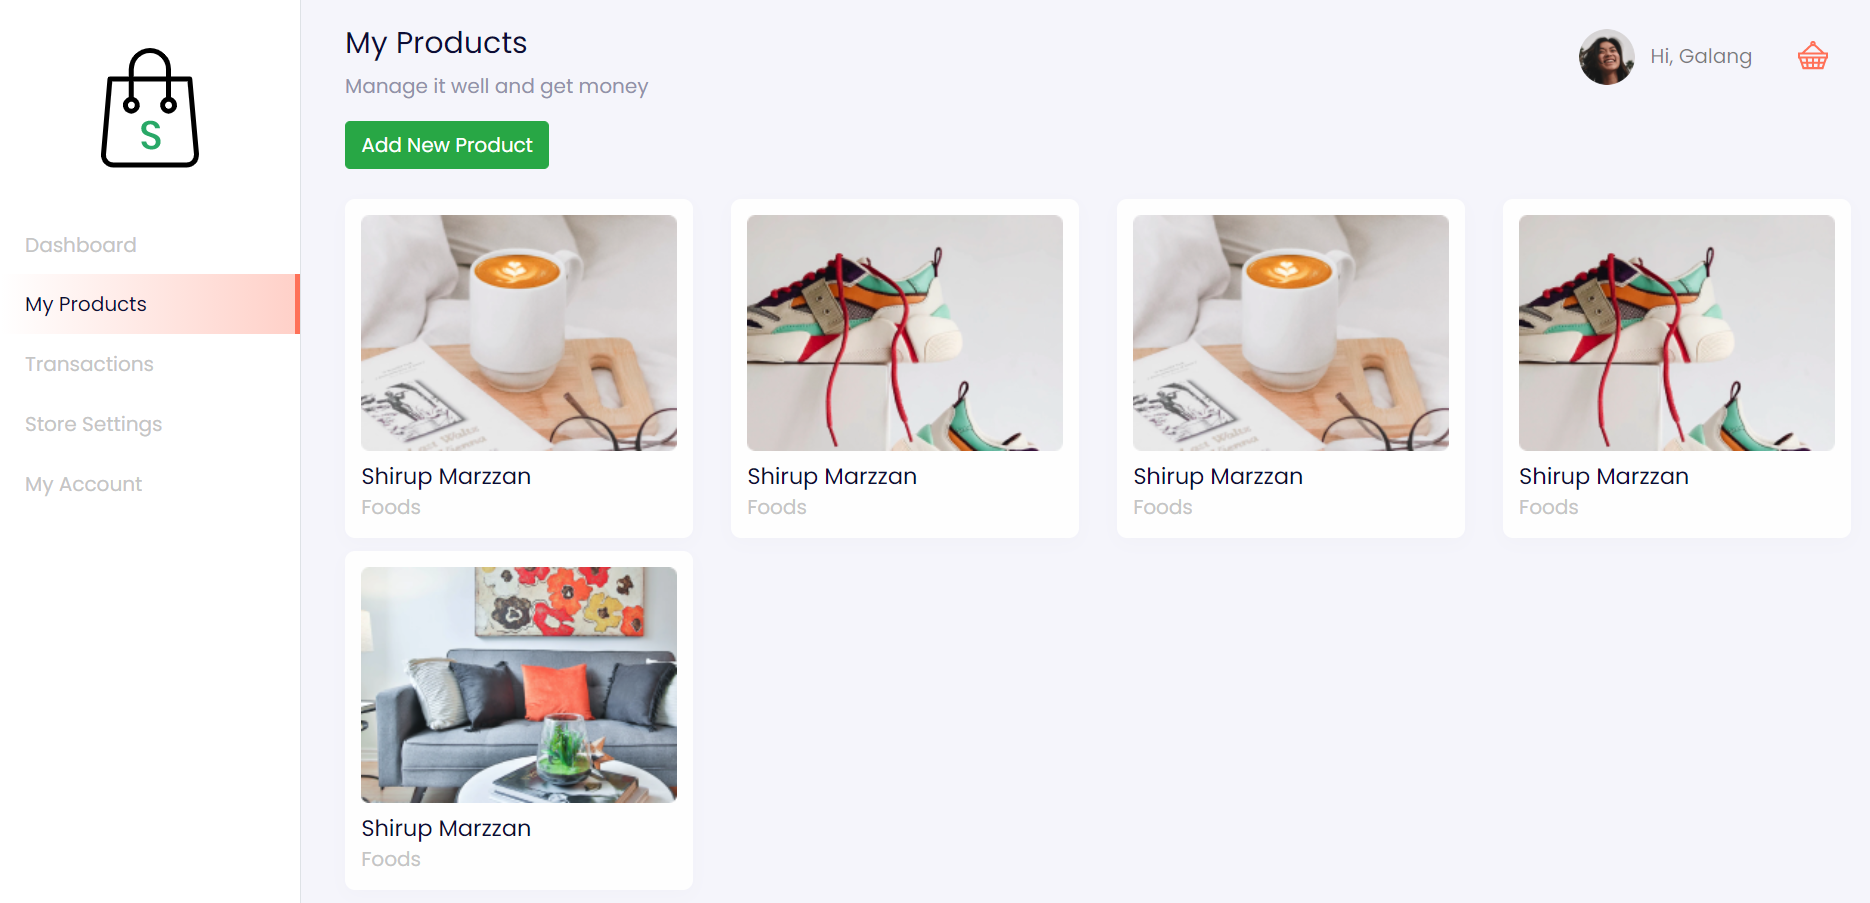 S
Dashboard
My Products
Transactions
Store Settings
My Account
My Products
Manage it well and get money
Hi, Galang
Add New Product
Shirup Marzzan
Foods
Shirup Marzzan
Foods
Shirup Marzzan
Foods
Shirup Marzzan
Foods
Shirup Marzzan
Foods